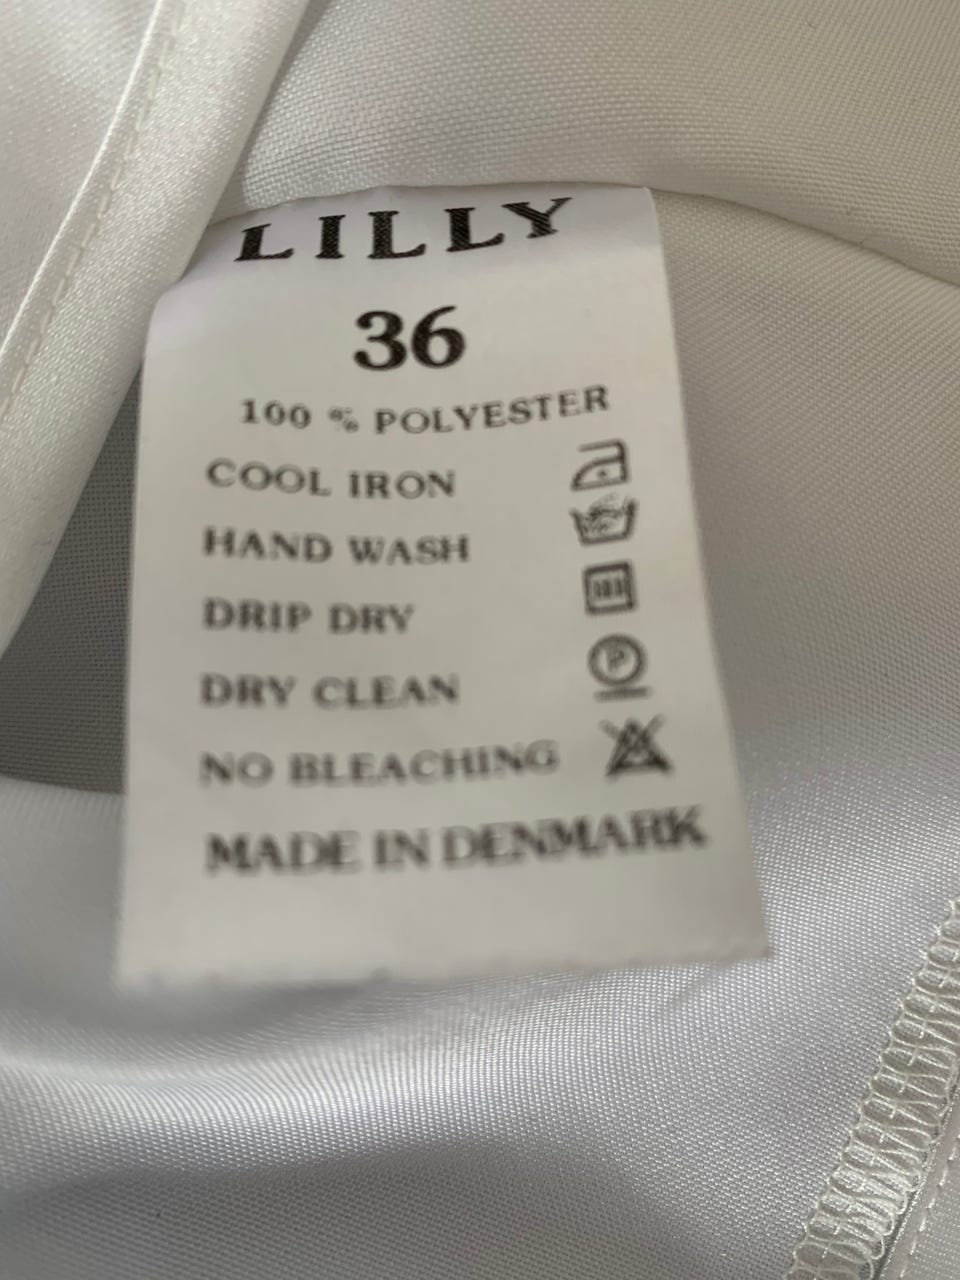 LILLY
36
100 % POLYESTER
COOL IRON
HAND WASH
DRIP DRY
DRY CLEAN
P
NO BLEACHING
MADE IN DENMARK